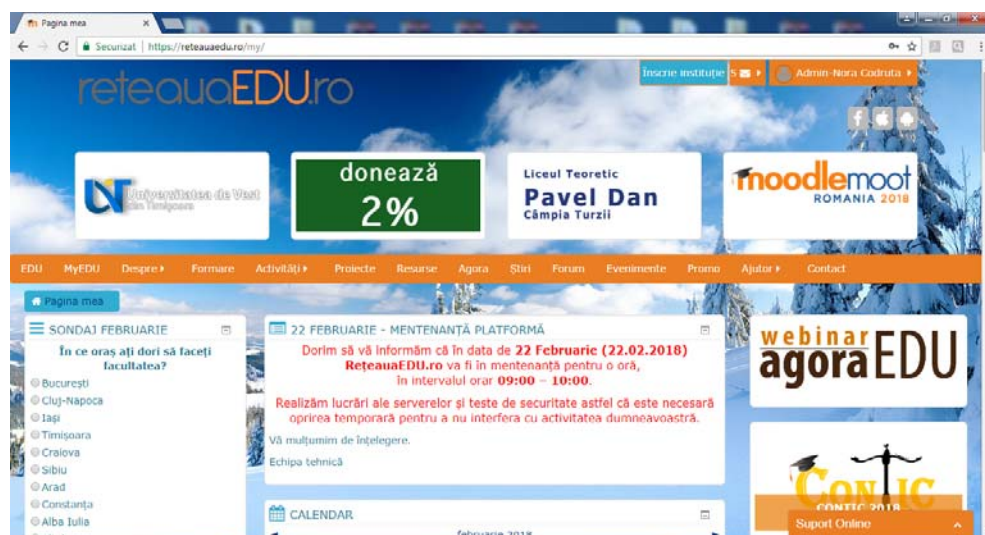 Pagina mea
Securizat | https://reteauaedu.ro/my/
reteauaEDU.ro
Înscrie instituție 5 Admin-Nora Codruta
Universitatea de Vest
din Timișoara
donează
2%
Liceul Teoretic
Pavel Dan
Câmpia Turzii
moodlemoot
ROMANIA 2018
EDU MyEDU Despre Formare Activități Proiecte Resurse Agora Știri Forum Evenimente Promo Ajutor Contact
Pagina mea
SONDAJ FEBRUARIE
În ce oraș ați dori să faceți
facultatea?
București
Cluj-Napoca
Iași
Timișoara
Craiova
Sibiu
Arad
Constanța
Alba Iulia
22 FEBRUARIE - MENTENANȚĂ PLATFORMĂ
Dorim să vă informăm că în data de 22 Februarie (22.02.2018)
RețeauaEDU.ro va fi în mentenanță pentru o oră,
în intervalul orar 09:00 – 10:00.
Realizăm lucrări ale serverelor și teste de securitate astfel că este necesară
oprirea temporară pentru a nu interfera cu activitatea dumneavoastră.
Vă mulțumim de înțelegere.
Echipa tehnică
CALENDAR
februarie 2018
webinar
agoraEDU
CONTIC
CONTIC 2018
Suport Online